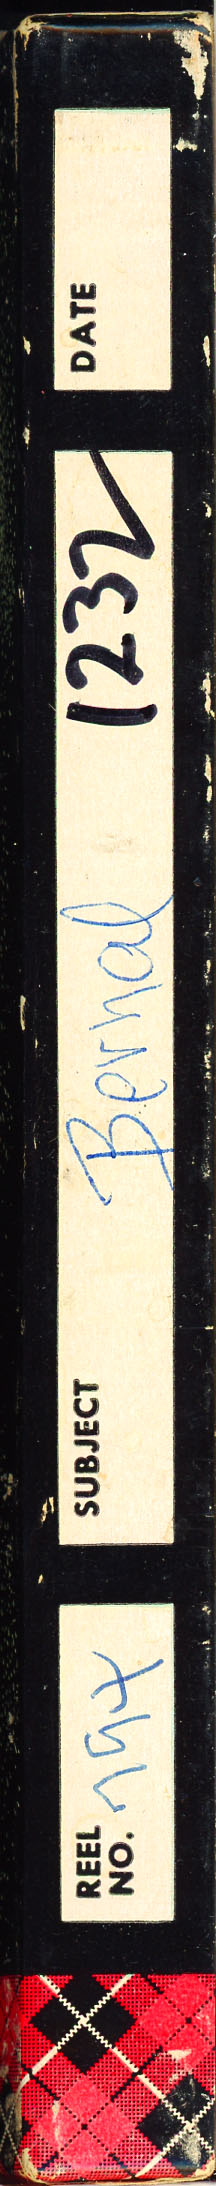 REEL NO.
SUBJECT Bernal 1232
DATE